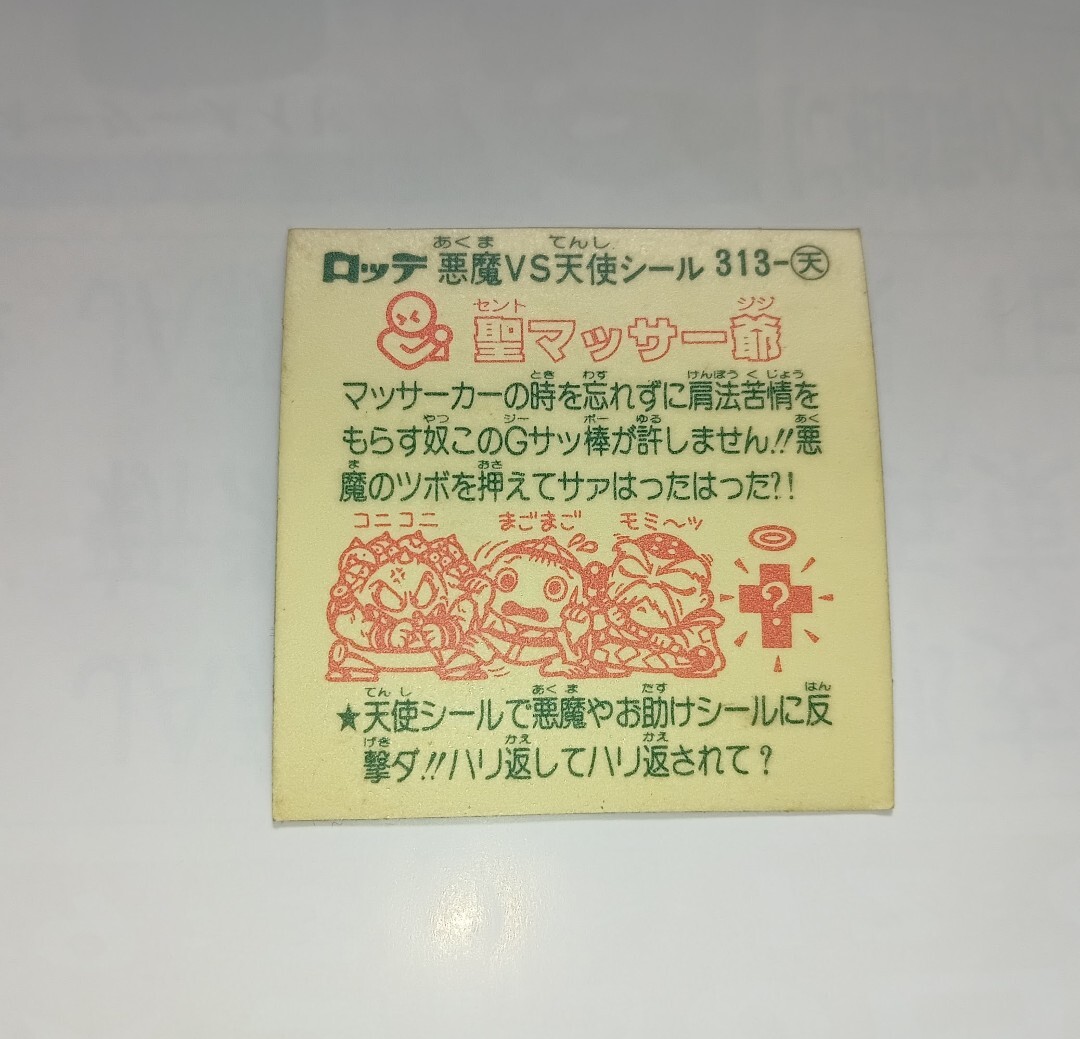 ロッテ 悪魔VS天使シール 313-天
聖マッサー爺
マッサーカーの時を忘れずに肩法苦情を
もらす奴このGサッ棒が許しません!!悪
魔のツボを押えてサァはったはった?!
コニコニ まごまご モミ〜ッ
?
★天使シールで悪魔やお助けシールに反
撃ダ!!ハリ返してハリ返されて?